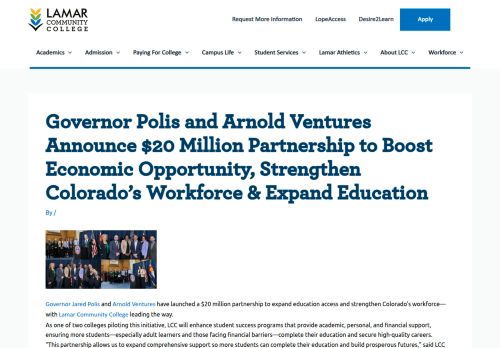 LAMAR
COMMUNITY
COLLEGE
Request More Information LopeAccess Desire2Learn Apply
Academics Admission Paying For College Campus Life Student Services Lamar Athletics About LCC Workforce
Governor Polis and Arnold Ventures
Announce $20 Million Partnership to Boost
Economic Opportunity, Strengthen
Colorado's Workforce & Expand Education
By /
Governor Jared Polis and Arnold Ventures have launched a $20 million partnership to expand education access and strengthen Colorado's workforce—
with Lamar Community College leading the way.
As one of two colleges piloting this initiative, LCC will enhance student success programs that provide academic, personal, and financial support,
ensuring more students—especially adult learners and those facing financial barriers—complete their education and secure high-quality careers.
"This partnership allows us to expand comprehensive support so more students can complete their education and build prosperous futures," said LCC